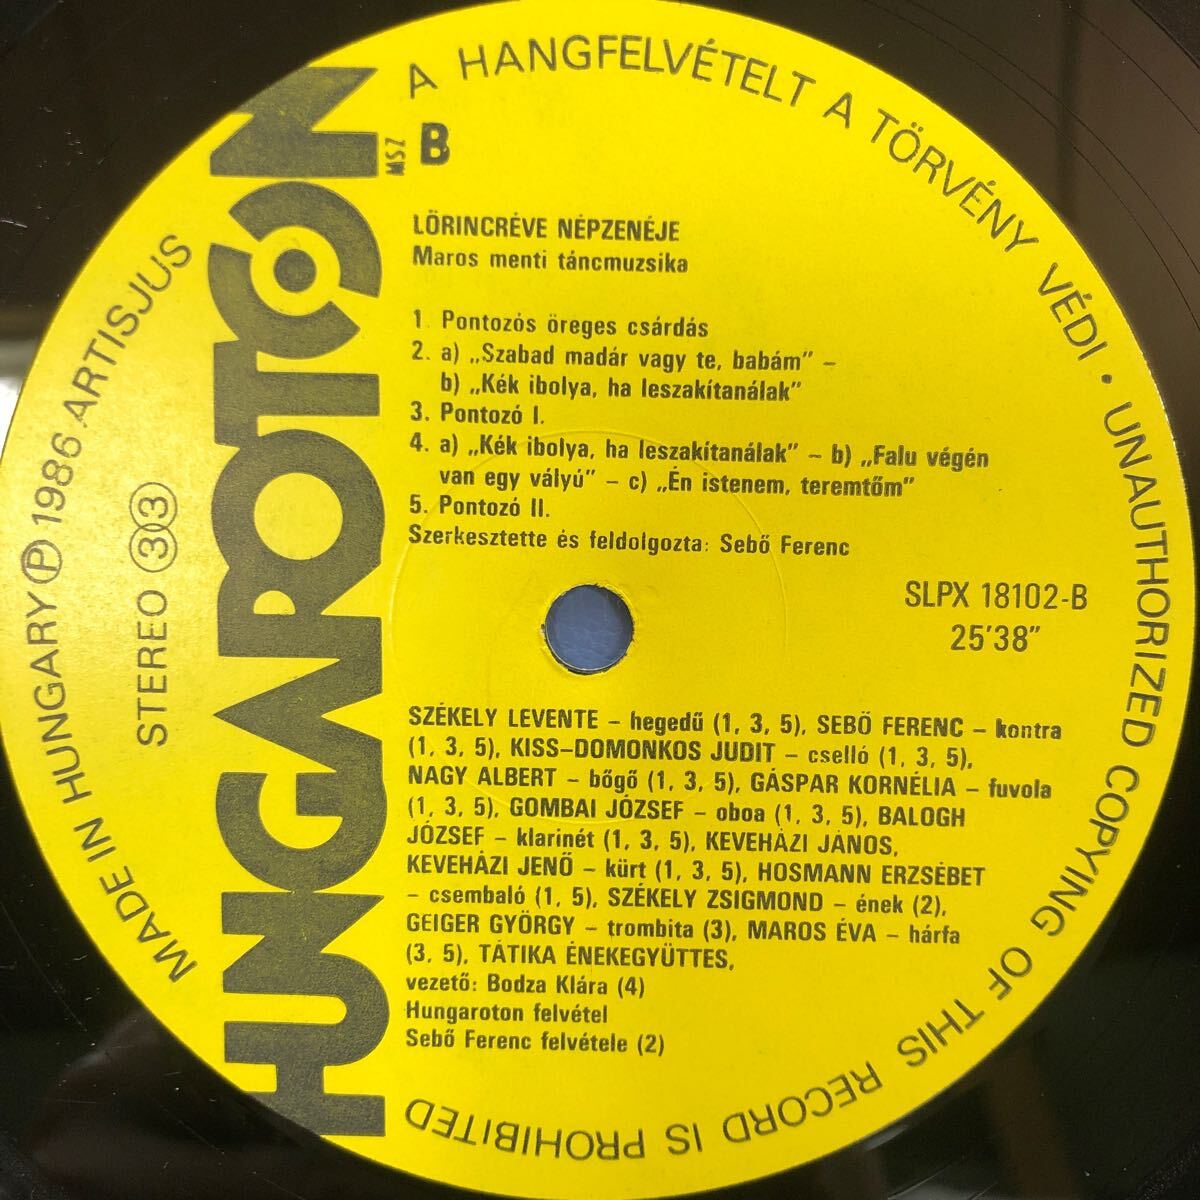 A HANGFELVÉTELT A TÖRVÉNY VÉDI · UNAUTHORIZED COPYING OF THIS RECORD IS PROHIBITED
MADE IN HUNGARY Ⓟ 1986 ARTISJUS
STEREO 33
HUNGAROTON
MSZ
B
LŐRINCRÉVE NÉPZENÉJE
Maros menti táncmuzsika
1. Pontozós öreges csárdás
2. a) „Szabad madár vagy te, babám” –
b) „Kék ibolya, ha leszakítanálak”
3. Pontozó I.
4. a) „Kék ibolya, ha leszakítanálak” – b) „Falu végén
van egy vályú” – c) „Én istenem, teremtőm”
5. Pontozó II.
Szerkesztette és feldolgozta: Sebő Ferenc
SLPX 18102-B
25’38”
SZÉKELY LEVENTE – hegedű (1, 3, 5), SEBŐ FERENC – kontra
(1, 3, 5), KISS–DOMONKOS JUDIT – cselló (1, 3, 5),
NAGY ALBERT – bőgő (1, 3, 5), GÁSPAR KORNÉLIA – fuvola
(1, 3, 5), GOMBAI JÓZSEF – oboa (1, 3, 5), BALOGH
JÓZSEF – klarinét (1, 3, 5), KEVEHÁZI JÁNOS,
KEVEHÁZI JENŐ – kürt (1, 3, 5), HOSMANN ERZSÉBET
– csembaló (1, 5), SZÉKELY ZSIGMOND – ének (2),
GEIGER GYÖRGY – trombita (3), MAROS ÉVA – hárfa
(3, 5), TÁTIKA ÉNEKEGYÜTTES,
vezető: Bodza Klára (4)
Hungaroton felvétel
Sebő Ferenc felvétele (2)